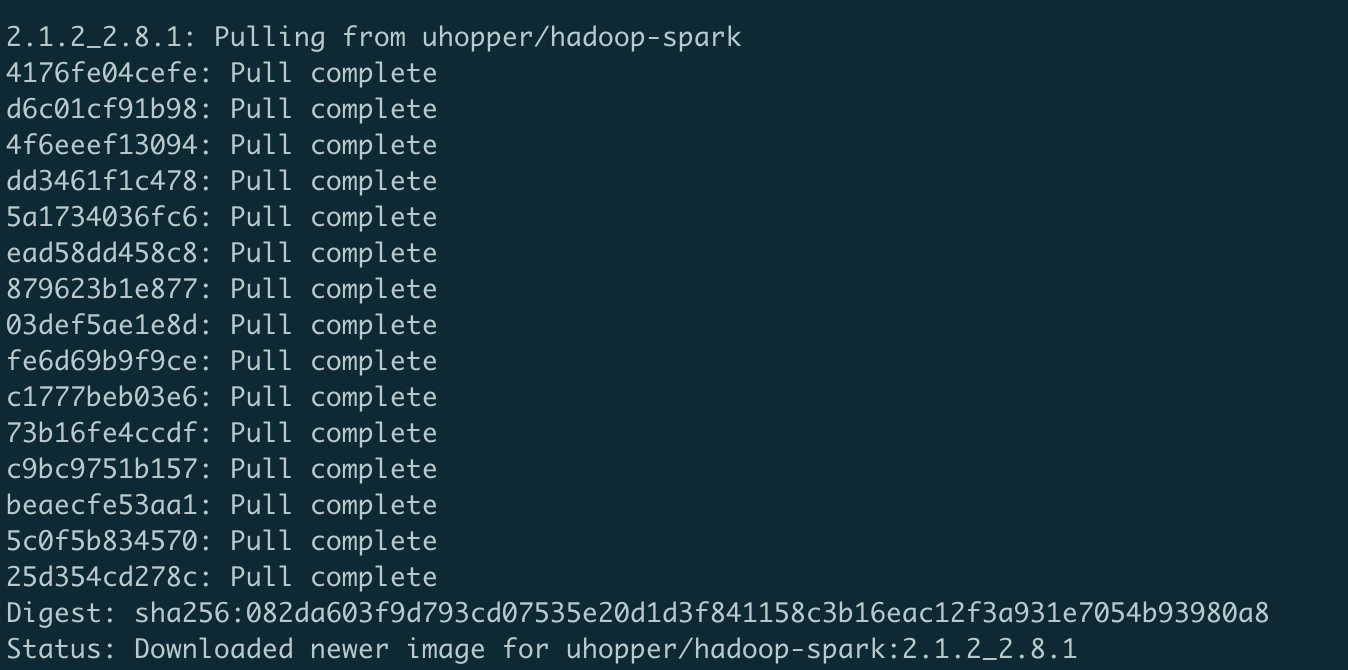 2.1.2_2.8.1: Pulling from uhopper/hadoop-spark
4176fe04cefe: Pull complete
d6c01cf91b98: Pull complete
4f6eeef13094: Pull complete
dd3461f1c478: Pull complete
5a1734036fc6: Pull complete
ead58dd458c8: Pull complete
879623b1e877: Pull complete
03def5ae1e8d: Pull complete
fe6d69b9f9ce: Pull complete
c1777beb03e6: Pull complete
73b16fe4ccdf: Pull complete
c9bc9751b157: Pull complete
beaecfe53aa1: Pull complete
5c0f5b834570: Pull complete
25d354cd278c: Pull complete
Digest: sha256:082da603f9d793cd07535e20d1d3f841158c3b16eac12f3a931e7054b93980a8
Status: Downloaded newer image for uhopper/hadoop-spark:2.1.2_2.8.1